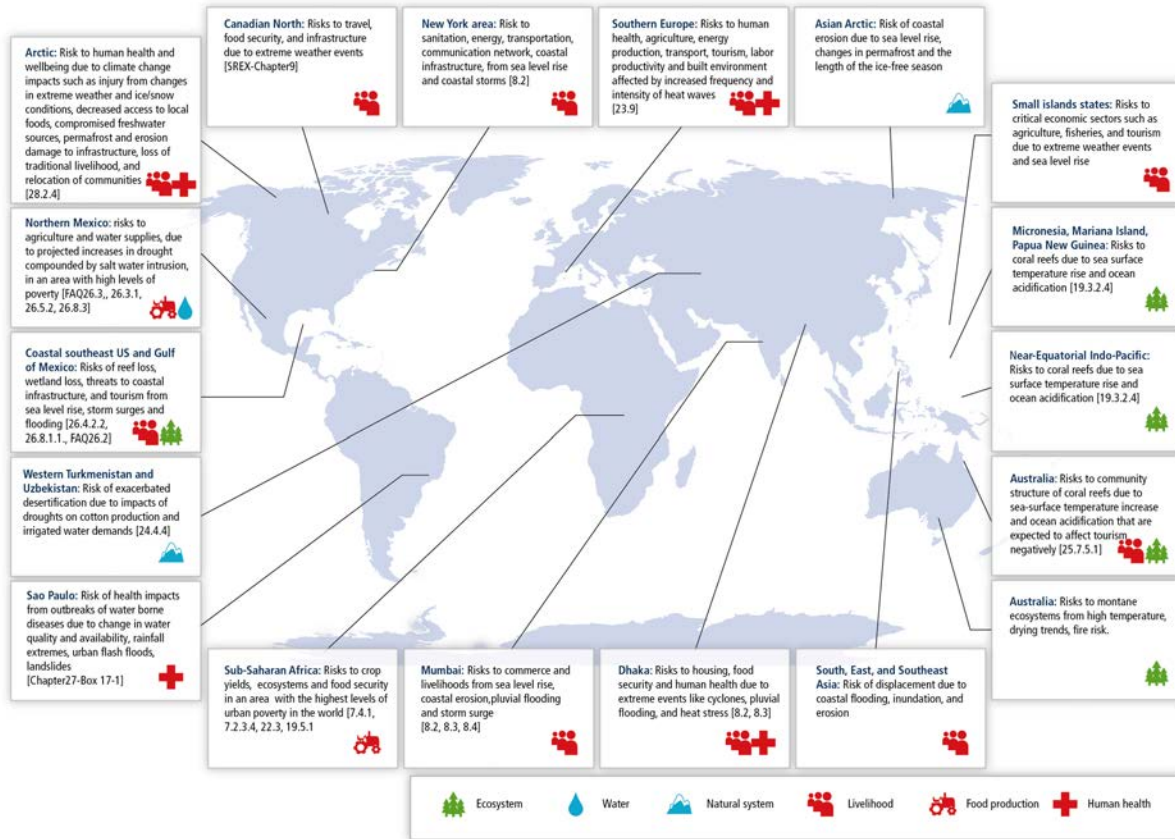 Canadian North: Risks to travel,
food security, and infrastructure
due to extreme weather events
[SREX-Chapter9]
New York area: Risk to
sanitation, energy, transportation,
communication network, coastal
infrastructure, from sea level rise
and coastal storms [8.2]
Southern Europe: Risks to human
health, agriculture, energy
production, transport, tourism, labor
productivity and built environment
affected by increased frequency and
intensity of heat waves
[23.9]
Asian Arctic: Risk of coastal
erosion due to sea level rise,
changes in permafrost and the
length of the ice-free season
Arctic: Risk to human health and
wellbeing due to climate change
impacts such as injury from changes
in extreme weather and ice/snow
conditions, decreased access to local
foods, compromised freshwater
sources, permafrost and erosion
damage to infrastructure, loss of
traditional livelihood, and
relocation of communities
[28.2.4]
Northern Mexico: risks to
agriculture and water supplies, due
to projected increases in drought
compounded by salt water intrusion,
in an area with high levels of
poverty [FAQ26.3,, 26.3.1,
26.5.2, 26.8.3]
Coastal southeast US and Gulf
of Mexico: Risks of reef loss,
wetland loss, threats to coastal
infrastructure, and tourism from
sea level rise, storm surges and
flooding [26.4.2.2,
26.8.1.1., FAQ26.2]
Western Turkmenistan and
Uzbekistan: Risk of exacerbated
desertification due to impacts of
droughts on cotton production and
irrigated water demands [24.4.4]
Sao Paulo: Risk of health impacts
from outbreaks of water borne
diseases due to change in water
quality and availability, rainfall
extremes, urban flash floods,
landslides
[Chapter27-Box 17-1]
Small islands states: Risks to
critical economic sectors such as
agriculture, fisheries, and tourism
due to extreme weather events
and sea level rise
Micronesia, Mariana Island,
Papua New Guinea: Risks to
coral reefs due to sea surface
temperature rise and ocean
acidification [19.3.2.4]
Near-Equatorial Indo-Pacific:
Risks to coral reefs due to sea
surface temperature rise and
ocean acidification [19.3.2.4]
Australia: Risks to community
structure of coral reefs due to
sea-surface temperature increase
and ocean acidification that are
expected to affect tourism
negatively [25.7.5.1]
Australia: Risks to montane
ecosystems from high temperature,
drying trends, fire risk.
Sub-Saharan Africa: Risks to crop
yields, ecosystems and food security
in an area with the highest levels of
urban poverty in the world [7.4.1,
7.2.3.4, 22.3, 19.5.1
Mumbai: Risks to commerce and
livelihoods from sea level rise,
coastal erosion,pluvial flooding
and storm surge
[8.2, 8.3, 8.4]
Dhaka: Risks to housing, food
security and human health due to
extreme events like cyclones, pluvial
flooding, and heat stress [8.2, 8.3]
South, East, and Southeast
Asia: Risk of displacement due to
coastal flooding, inundation, and
erosion
Ecosystem
Water
Natural system
Livelihood
Food production
Human health